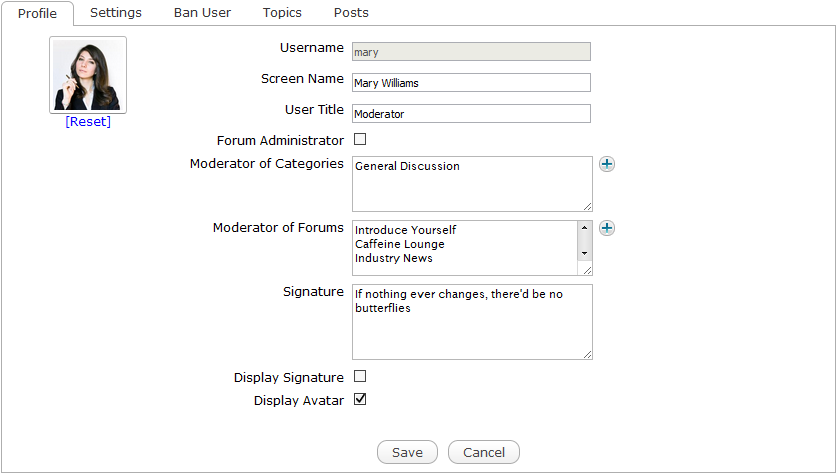 Profile Settings Ban User Topics Posts
[Reset]
Username mary
Screen Name Mary Williams
User Title Moderator
Forum Administrator
Moderator of Categories General Discussion
Moderator of Forums Introduce Yourself
Caffeine Lounge
Industry News
Signature If nothing ever changes, there'd be no
butterflies
Display Signature
Display Avatar
Save Cancel